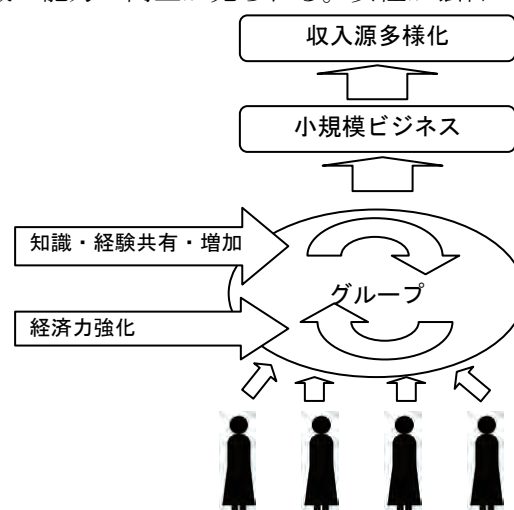 収入源多様化
小規模ビジネス
知識・経験共有・増加
グループ
経済力強化